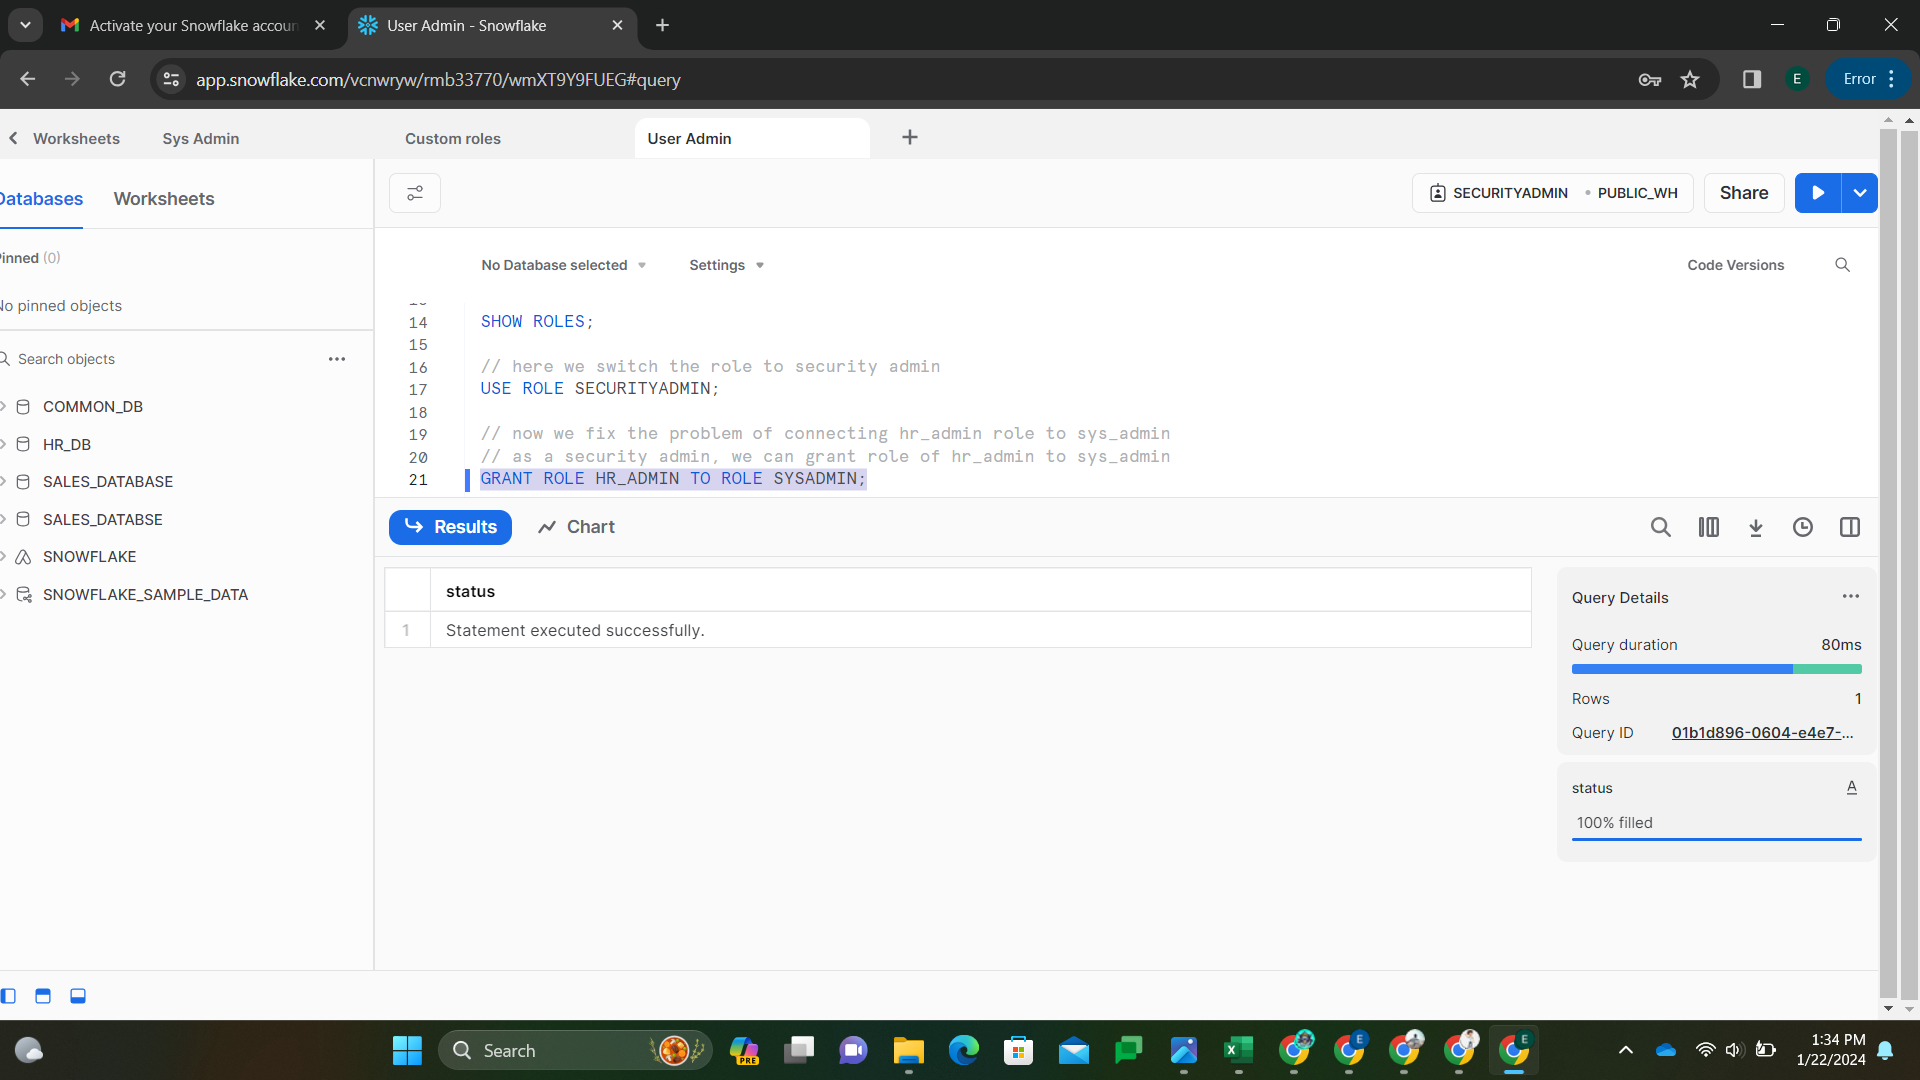 Activate your Snowflake accoun
User Admin - Snowflake
app.snowflake.com/vcnwryw/rmb33770/wmXT9Y9FUEG#query
E
Error
Worksheets
Sys Admin
Custom roles
User Admin
Databases
Worksheets
SECURITYADMIN
PUBLIC_WH
Share
inned (0)
No Database selected
Settings
Code Versions
No pinned objects
Search objects
COMMON_DB
HR_DB
SALES_DATABASE
SALES_DATABSE
SNOWFLAKE
SNOWFLAKE_SAMPLE_DATA
14 SHOW ROLES;
15
16 // here we switch the role to security admin
17 USE ROLE SECURITYADMIN;
18
19 // now we fix the problem of connecting hr_admin role to sys_admin
20 // as a security admin, we can grant role of hr_admin to sys_admin
21 GRANT ROLE HR_ADMIN TO ROLE SYSADMIN;
Results
Chart
status
1 Statement executed successfully.
Query Details
Query duration 80ms
Rows 1
Query ID 01b1d896-0604-e4e7-...
status A
100% filled
Search
PRE
E
E
1:34 PM
1/22/2024